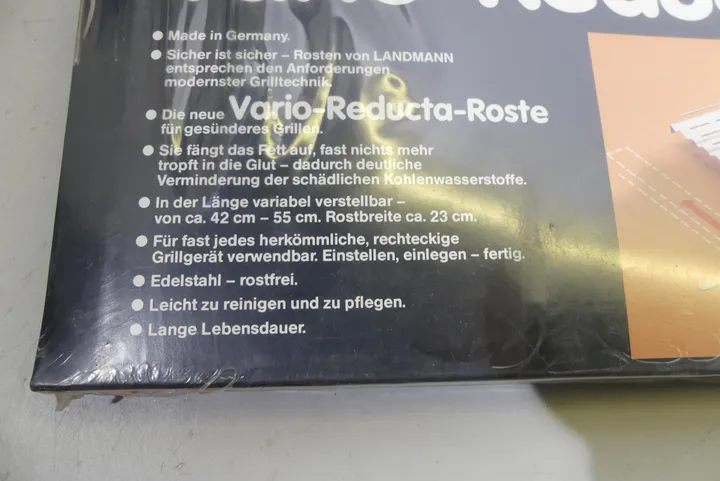 ● Made in Germany.
● Sicher ist sicher – Rosten von LANDMANN
entsprechen den Anforderungen
modernster Grilltechnik.
● Die neue Vario-Reducta-Roste
für gesünderes Grillen.
● Sie fängt das Fett auf, fast nichts mehr
tropft in die Glut – dadurch deutliche
Verminderung der schädlichen Kohlenwasserstoffe.
● In der Länge variabel verstellbar –
von ca. 42 cm – 55 cm. Rostbreite ca. 23 cm.
● Für fast jedes herkömmliche, rechteckige
Grillgerät verwendbar. Einstellen, einlegen – fertig.
● Edelstahl – rostfrei.
● Leicht zu reinigen und zu pflegen.
● Lange Lebensdauer.